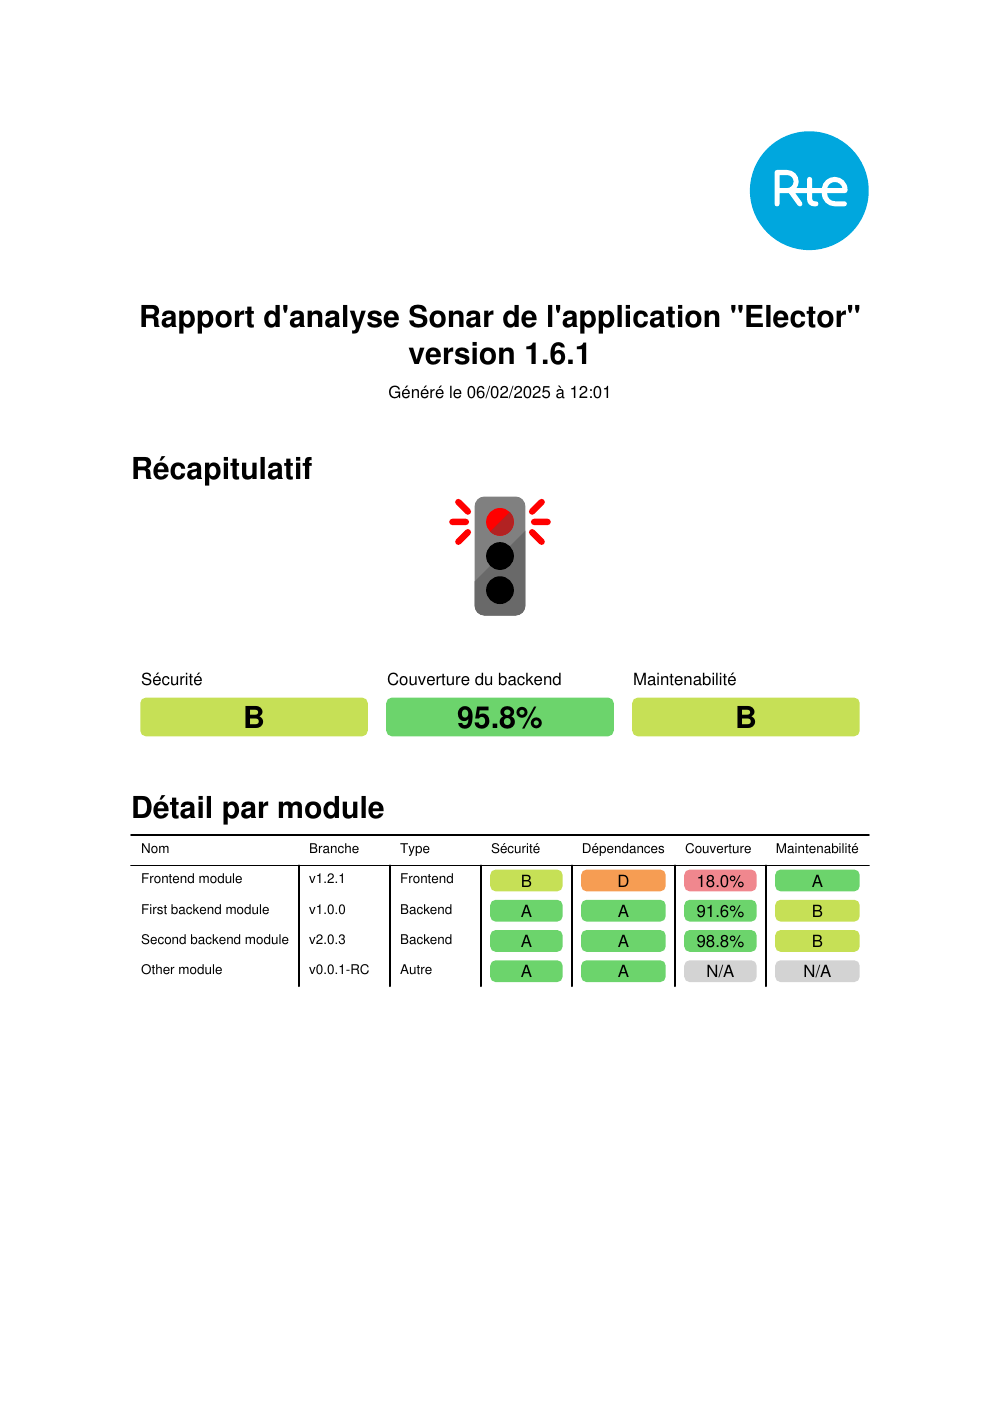 Rte
Rapport d'analyse Sonar de l'application "Elector"
version 1.6.1
Généré le 06/02/2025 à 12:01
Récapitulatif
Sécurité Couverture du backend Maintenabilité
B 95.8% B
Détail par module
Nom Branche Type Sécurité Dépendances Couverture Maintenabilité
Frontend module v1.2.1 Frontend B D 18.0% A
First backend module v1.0.0 Backend A A 91.6% B
Second backend module v2.0.3 Backend A A 98.8% B
Other module v0.0.1-RC Autre A A N/A N/A